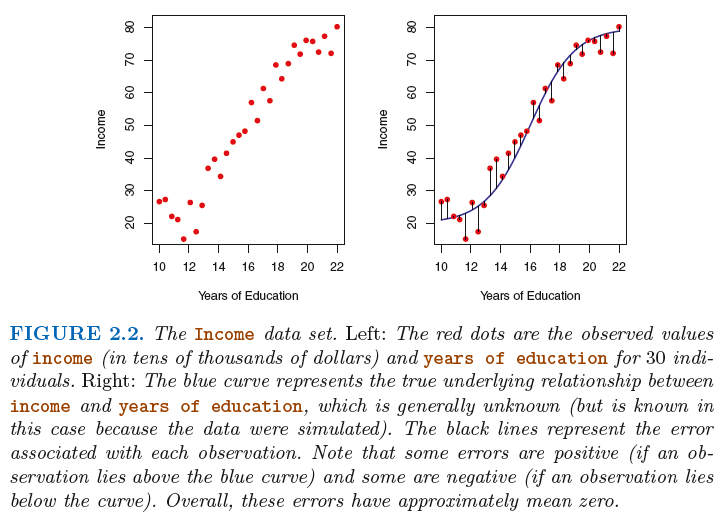 Income
80
70
60
50
40
30
20
10 12 14 16 18 20 22
Years of Education
Income
80
70
60
50
40
30
20
10 12 14 16 18 20 22
Years of Education
FIGURE 2.2. The Income data set. Left: The red dots are the observed values
of income (in tens of thousands of dollars) and years of education for 30 indi-
viduals. Right: The blue curve represents the true underlying relationship between
income and years of education, which is generally unknown (but is known in
this case because the data were simulated). The black lines represent the error
associated with each observation. Note that some errors are positive (if an ob-
servation lies above the blue curve) and some are negative (if an observation lies
below the curve). Overall, these errors have approximately mean zero.